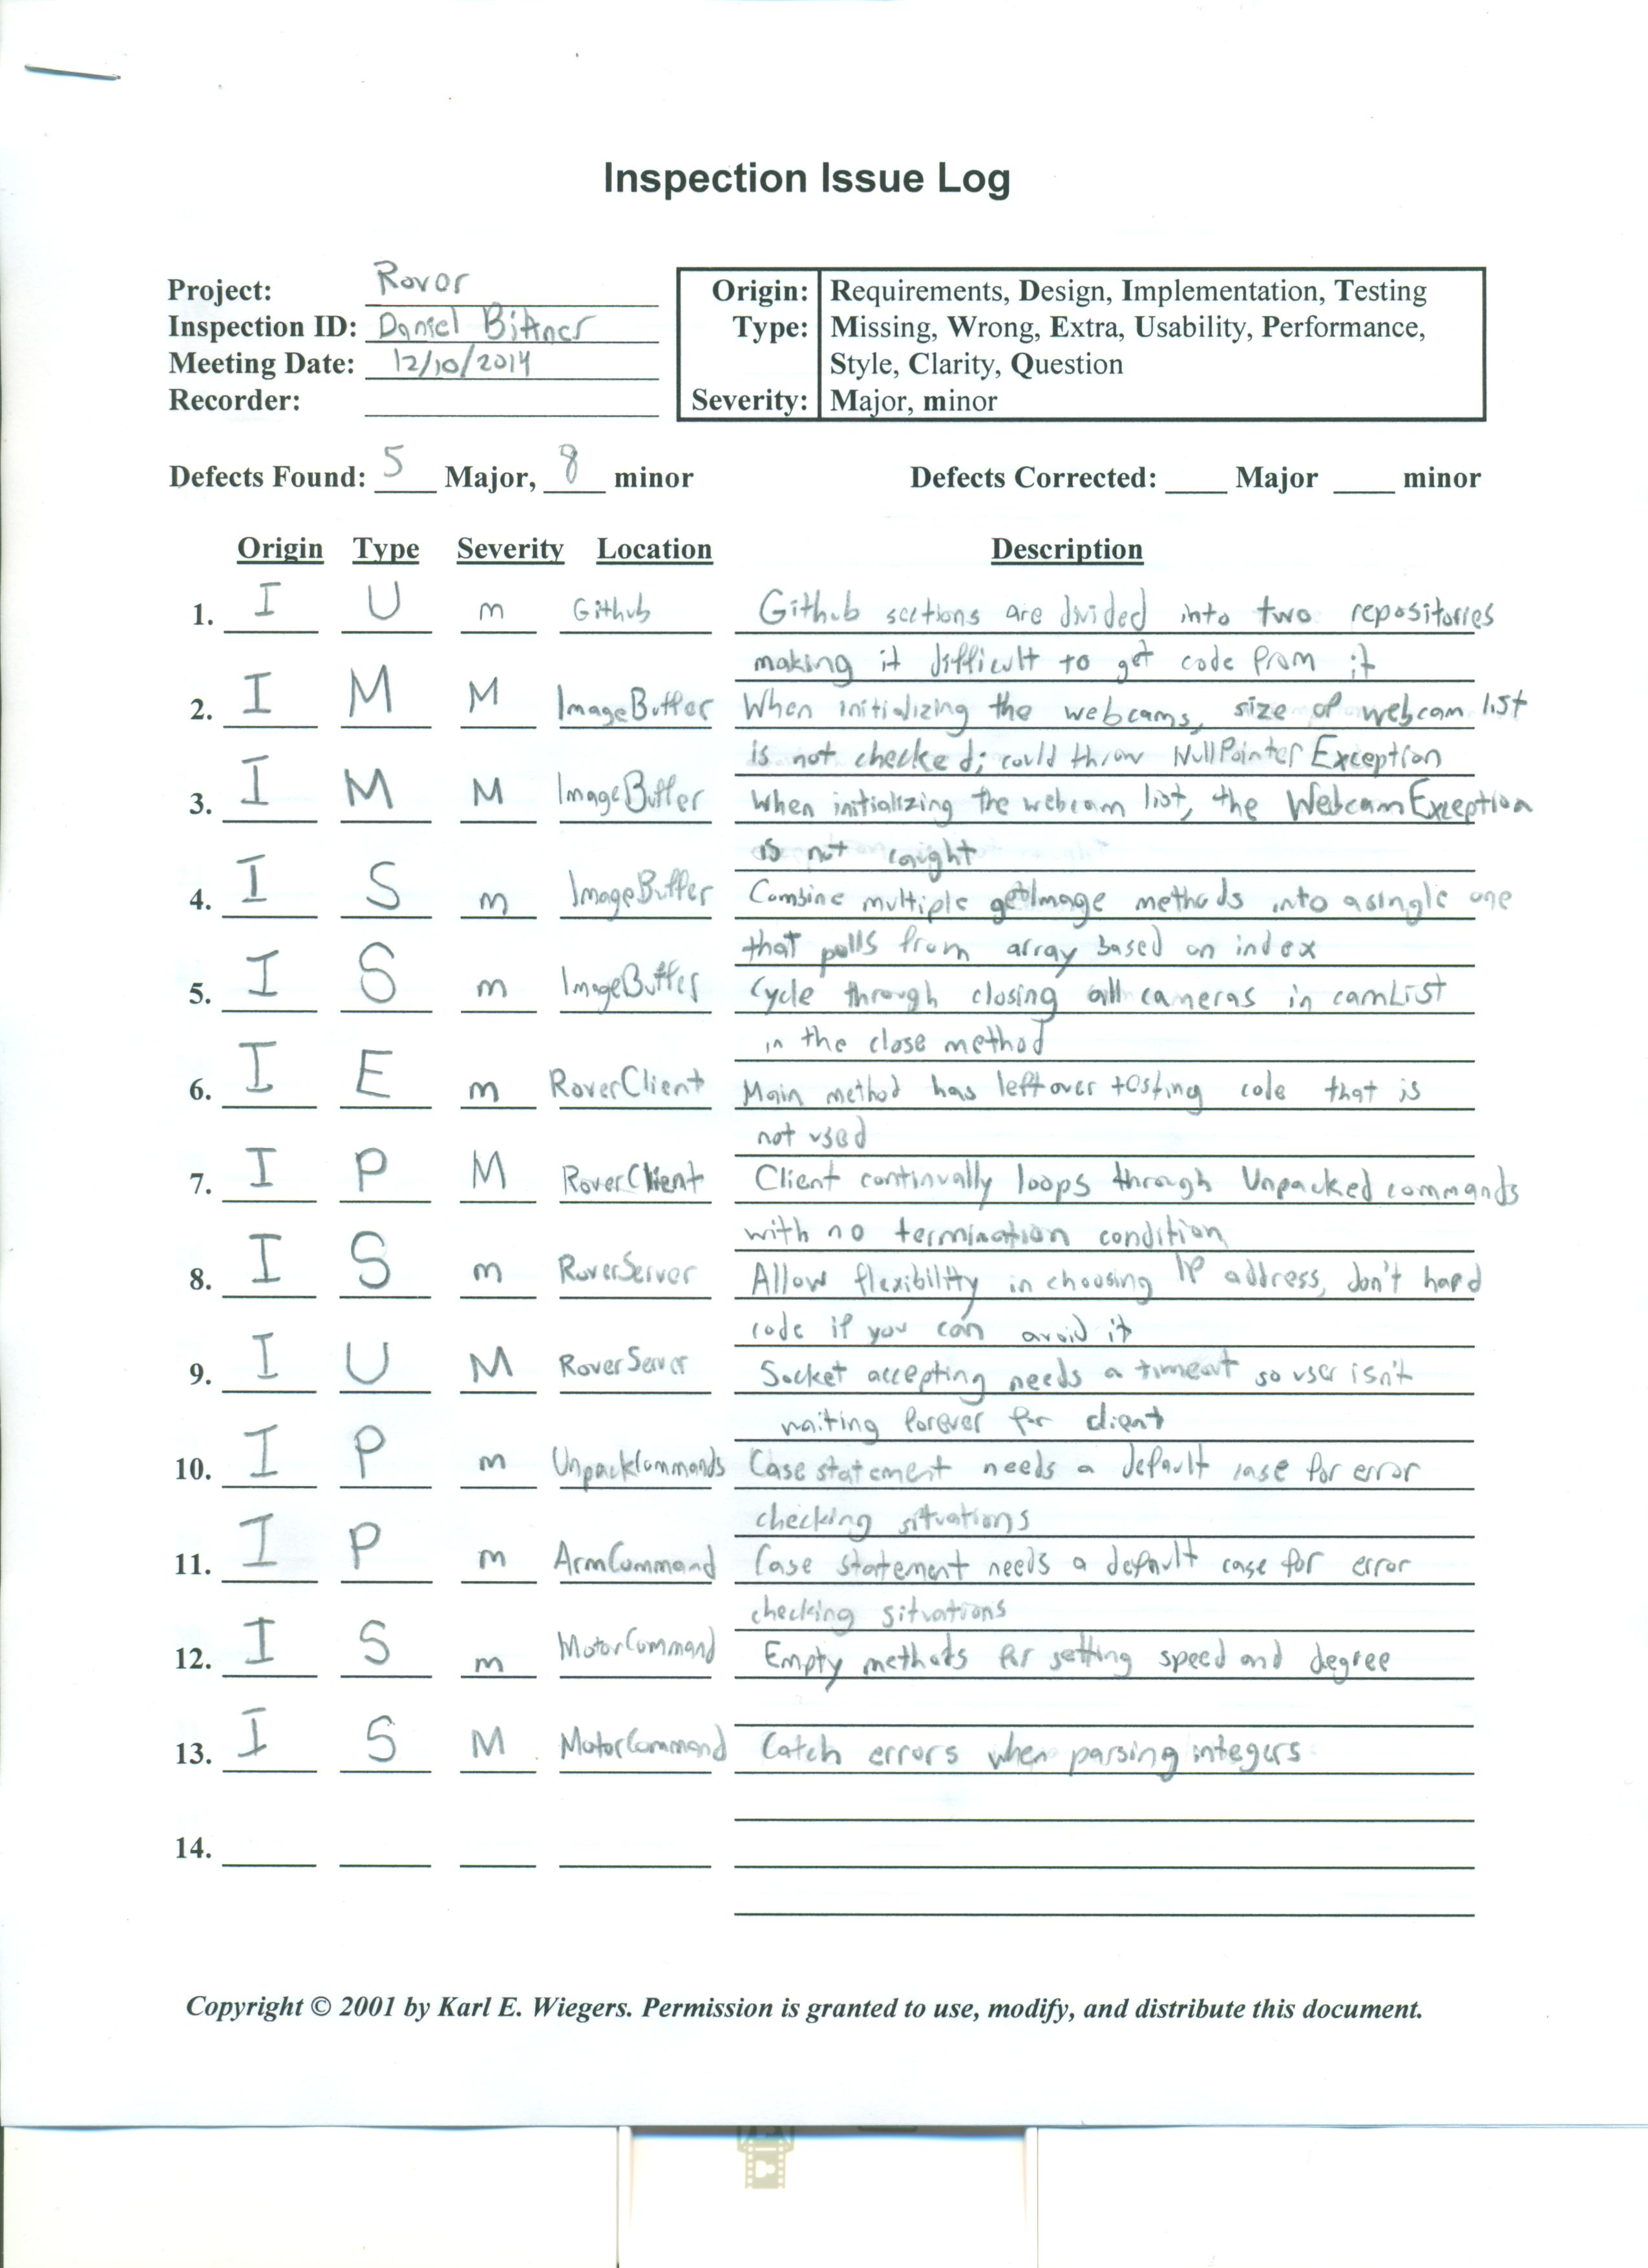 Inspection Issue Log
Project: Rovor
Inspection ID: Daniel Bittner
Meeting Date: 12/10/2014
Recorder:
Origin: Requirements, Design, Implementation, Testing
Type: Missing, Wrong, Extra, Usability, Performance,
Style, Clarity, Question
Severity: Major, minor
Defects Found: 5 Major, 8 minor Defects Corrected: ____ Major ____ minor
Origin Type Severity Location Description
1. I U m Github Github sections are divided into two repositories
making it difficult to get code from it
2. I M M ImageBuffer When initializing the webcams, size of webcam list
is not checked; could throw NullPointerException
3. I M M ImageBuffer When initializing the webcam list, the WebcamException
is not caught
4. I S m ImageBuffer Combine multiple getImage methods into a single one
that pulls from array based on index
5. I S m ImageBuffer Cycle through closing all cameras in camList
in the close method
6. I E m RoverClient Main method has leftover testing code that is
not used
7. I P M RoverClient Client continually loops through Unpacked commands
with no termination condition
8. I S m RoverServer Allow flexibility in choosing IP address, don't hard
code if you can avoid it
9. I U M RoverServer Socket accepting needs a timeout so user isn't
waiting forever for client
10. I P m UnpackCommands Case statement needs a default case for error
checking situations
11. I P m ArmCommand Case statement needs a default case for error
checking situations
12. I S m MotorCommand Empty methods for setting speed and degree
13. I S M MotorCommand Catch errors when parsing integers
14.
Copyright © 2001 by Karl E. Wiegers. Permission is granted to use, modify, and distribute this document.